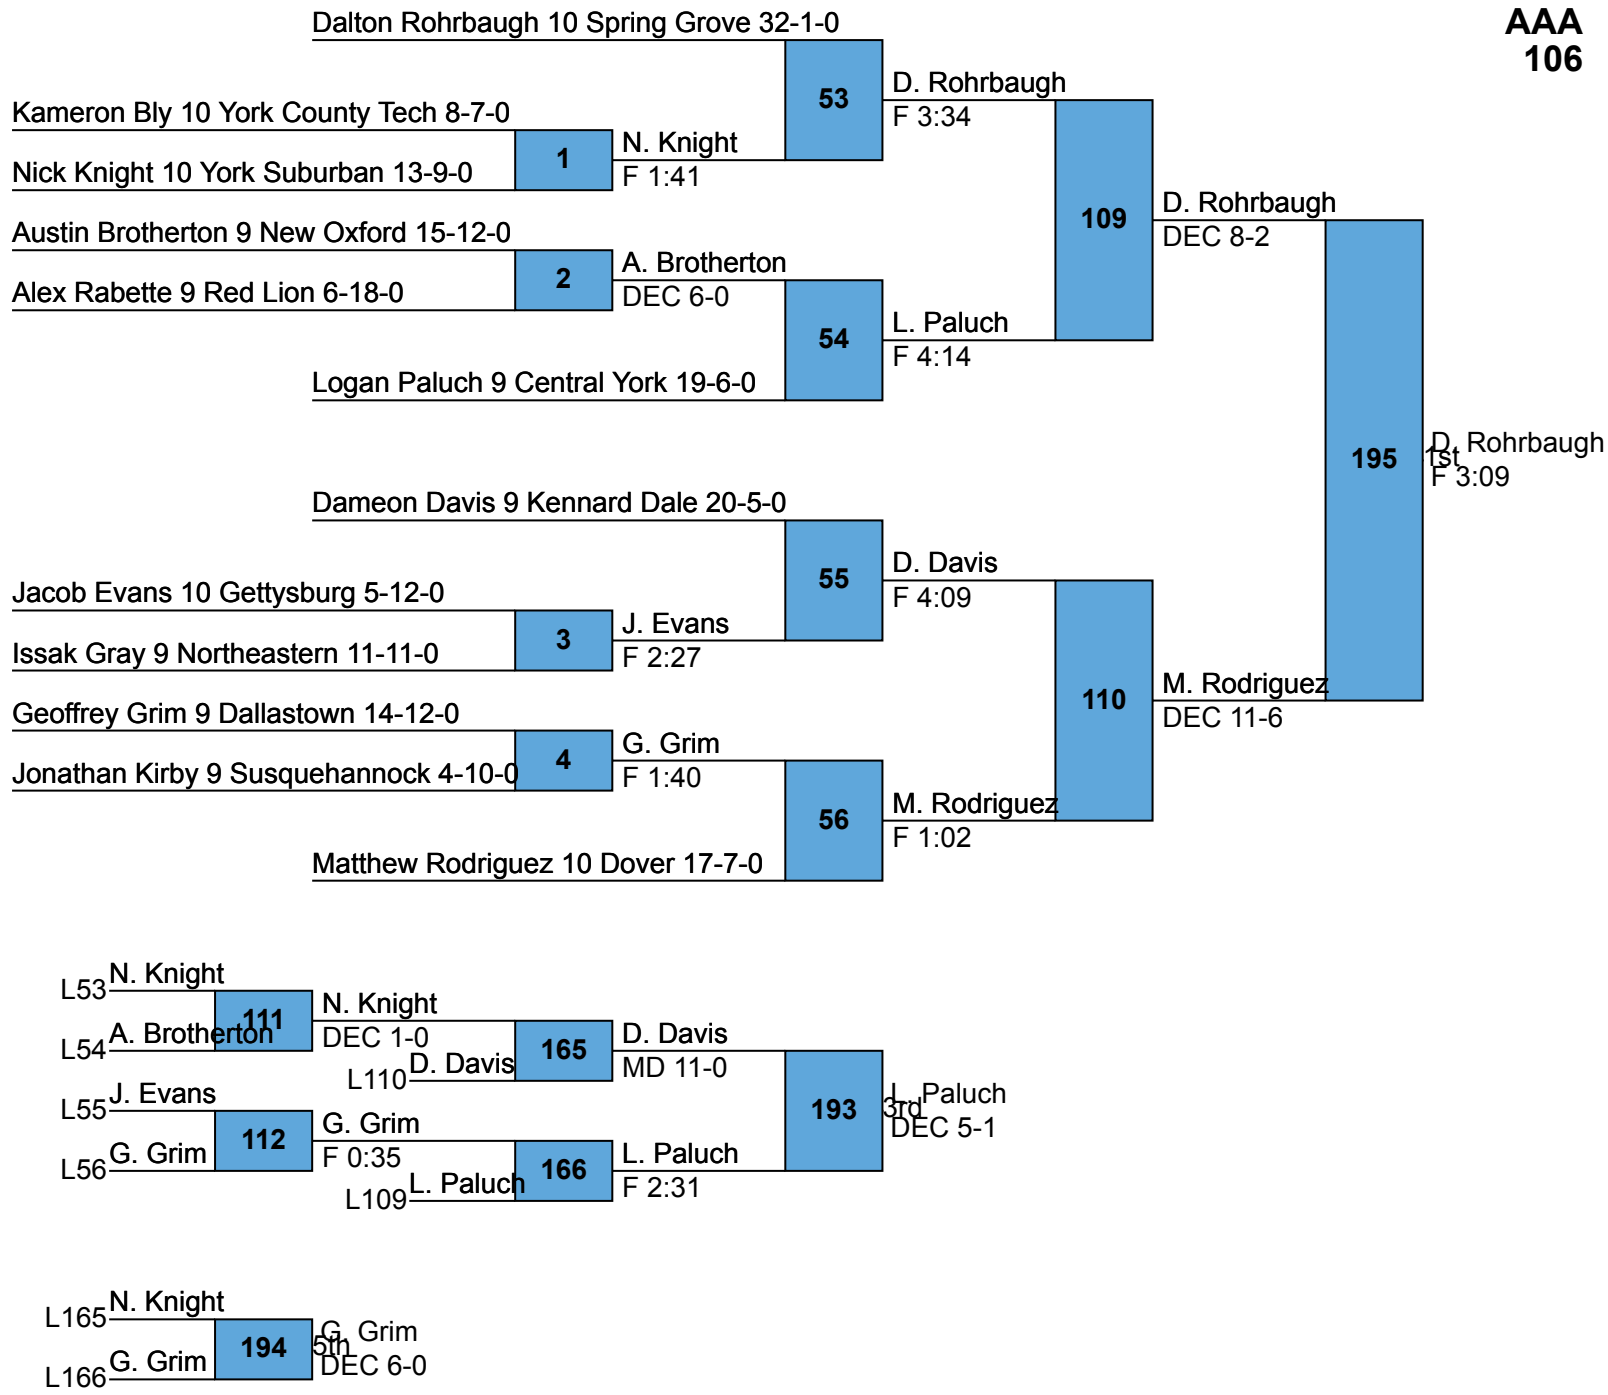 AAA
106
Dalton Rohrbaugh 10 Spring Grove 32-1-0
53
D. Rohrbaugh
F 3:34
Kameron Bly 10 York County Tech 8-7-0
1
N. Knight
F 1:41
Nick Knight 10 York Suburban 13-9-0
109
D. Rohrbaugh
DEC 8-2
Austin Brotherton 9 New Oxford 15-12-0
2
A. Brotherton
DEC 6-0
Alex Rabette 9 Red Lion 6-18-0
54
L. Paluch
F 4:14
Logan Paluch 9 Central York 19-6-0
195
D. Rohrbaugh
1st
F 3:09
Dameon Davis 9 Kennard Dale 20-5-0
55
D. Davis
F 4:09
Jacob Evans 10 Gettysburg 5-12-0
3
J. Evans
F 2:27
Issak Gray 9 Northeastern 11-11-0
110
M. Rodriguez
DEC 11-6
Geoffrey Grim 9 Dallastown 14-12-0
4
G. Grim
F 1:40
Jonathan Kirby 9 Susquehannock 4-10-0
56
M. Rodriguez
F 1:02
Matthew Rodriguez 10 Dover 17-7-0
L53 N. Knight
111
L54 A. Brotherton
N. Knight
DEC 1-0
165
L110 D. Davis
D. Davis
MD 11-0
L55 J. Evans
112
L56 G. Grim
G. Grim
F 0:35
166
L109 L. Paluch
L. Paluch
F 2:31
193
L. Paluch
3rd
DEC 5-1
L165 N. Knight
194
L166 G. Grim
G. Grim
5th
DEC 6-0